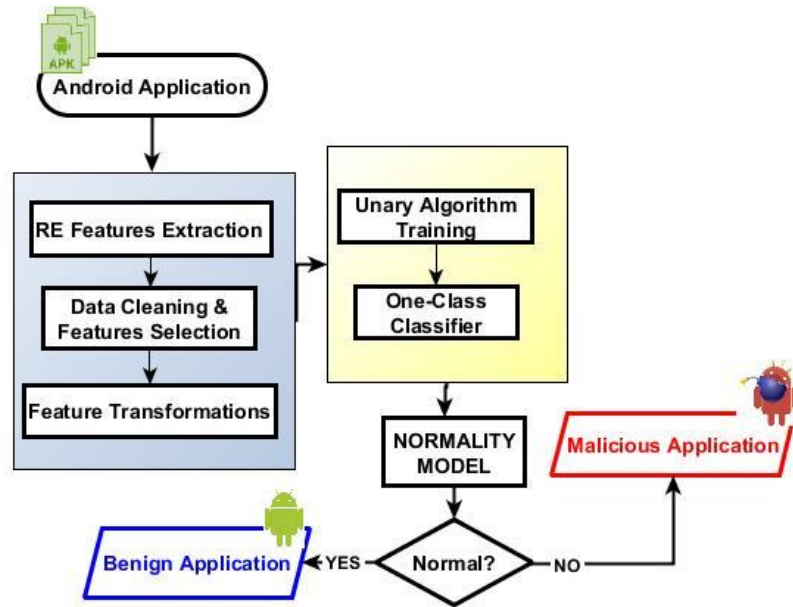 APK
Android Application
RE Features Extraction
Data Cleaning &
Features Selection
Feature Transformations
Unary Algorithm
Training
One-Class
Classifier
NORMALITY
MODEL
Malicious Application
Normal?
YES
NO
Benign Application